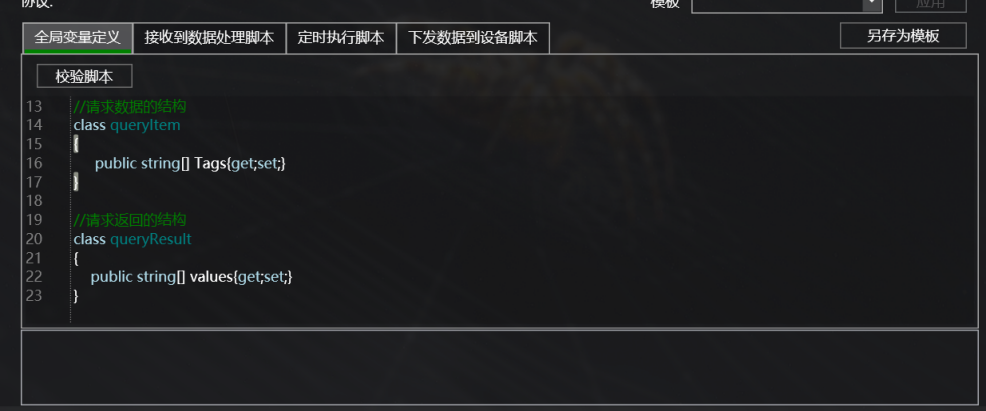 协议:
模板
应用
全局变量定义 接收到数据处理脚本 定时执行脚本 下发数据到设备脚本 另存为模板
校验脚本
13 //请求数据的结构
14 class queryItem
15 {
16 public string[] Tags{get;set;}
17 }
18
19 //请求返回的结构
20 class queryResult
21 {
22 public string[] values{get;set;}
23 }